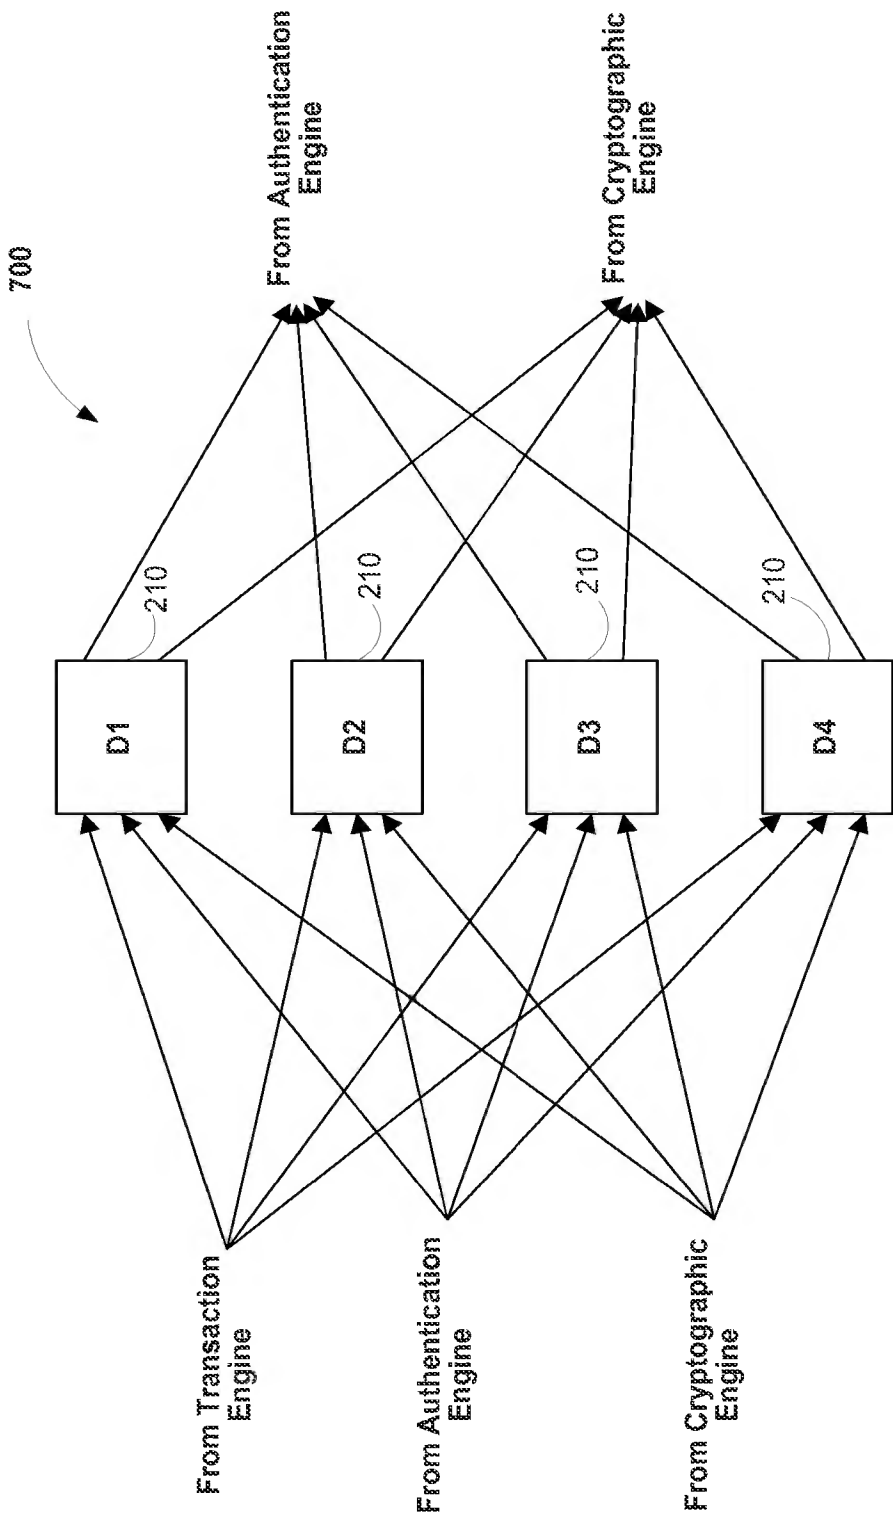 700
From Transaction
Engine
From Authentication
Engine
From Cryptographic
Engine
D1
210
D2
210
D3
210
D4
210
From Authentication
Engine
From Cryptographic
Engine